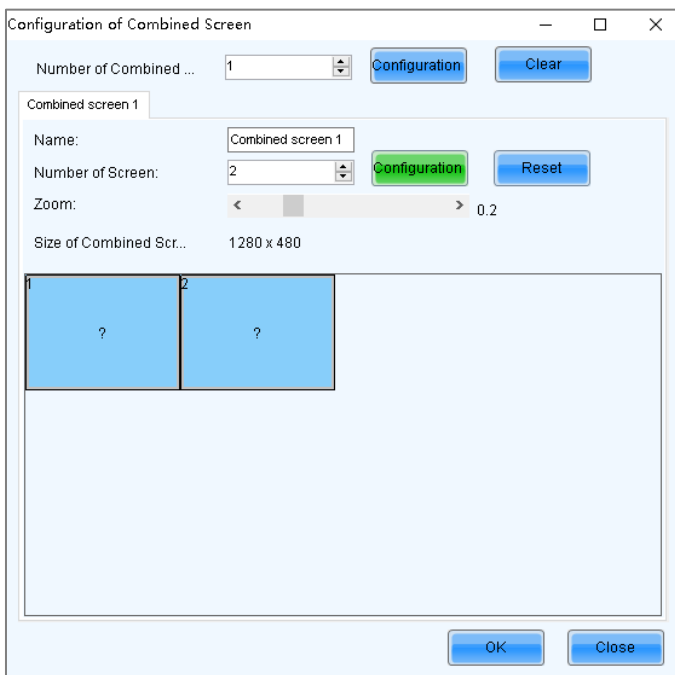 Configuration of Combined Screen
Number of Combined ... 1 Configuration Clear
Combined screen 1
Name: Combined screen 1
Number of Screen: 2 Configuration Reset
Zoom: 0.2
Size of Combined Scr... 1280 x 480
1 2
? ?
OK Close